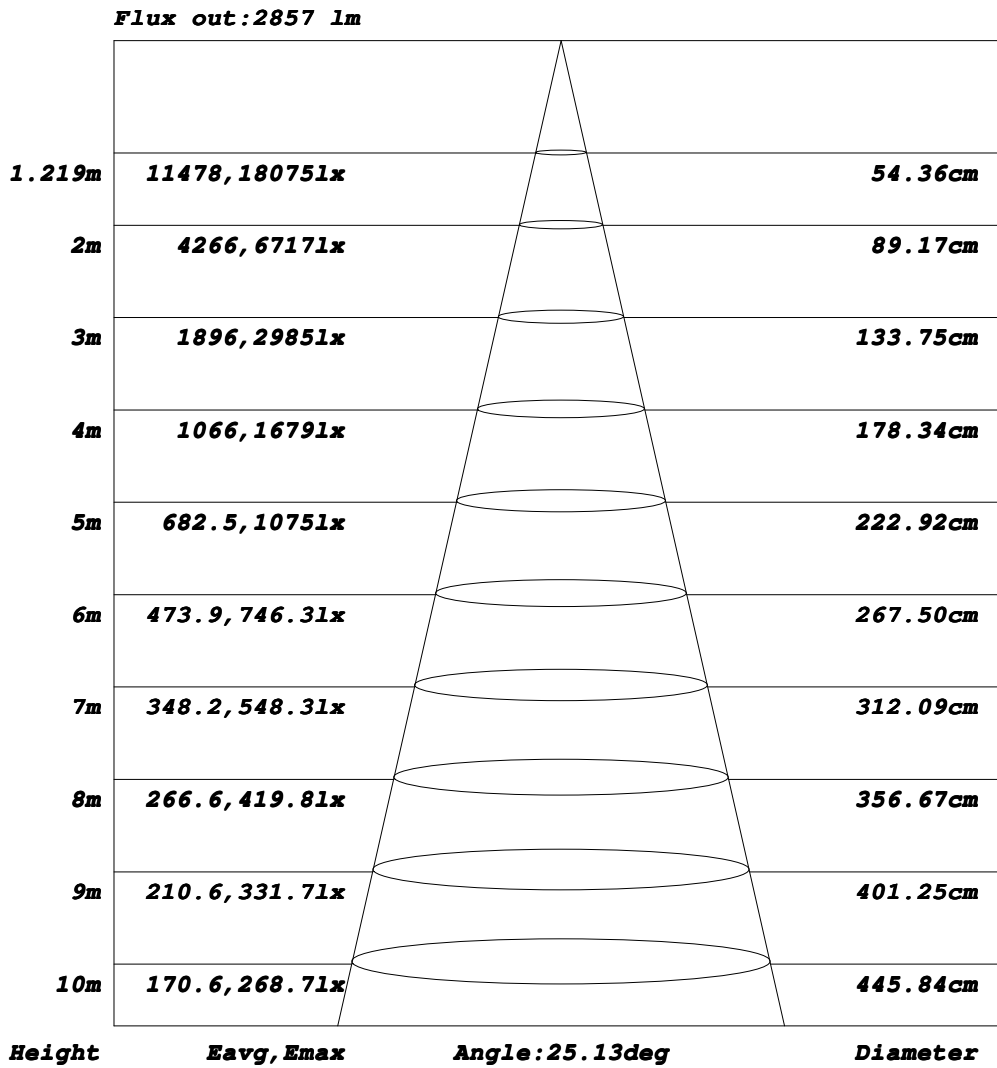 Flux out:2857 lm
1.219m 11478,18075lx 54.36cm
2m 4266,6717lx 89.17cm
3m 1896,2985lx 133.75cm
4m 1066,1679lx 178.34cm
5m 682.5,1075lx 222.92cm
6m 473.9,746.3lx 267.50cm
7m 348.2,548.3lx 312.09cm
8m 266.6,419.8lx 356.67cm
9m 210.6,331.7lx 401.25cm
10m 170.6,268.7lx 445.84cm
Height Eavg,Emax Angle:25.13deg Diameter